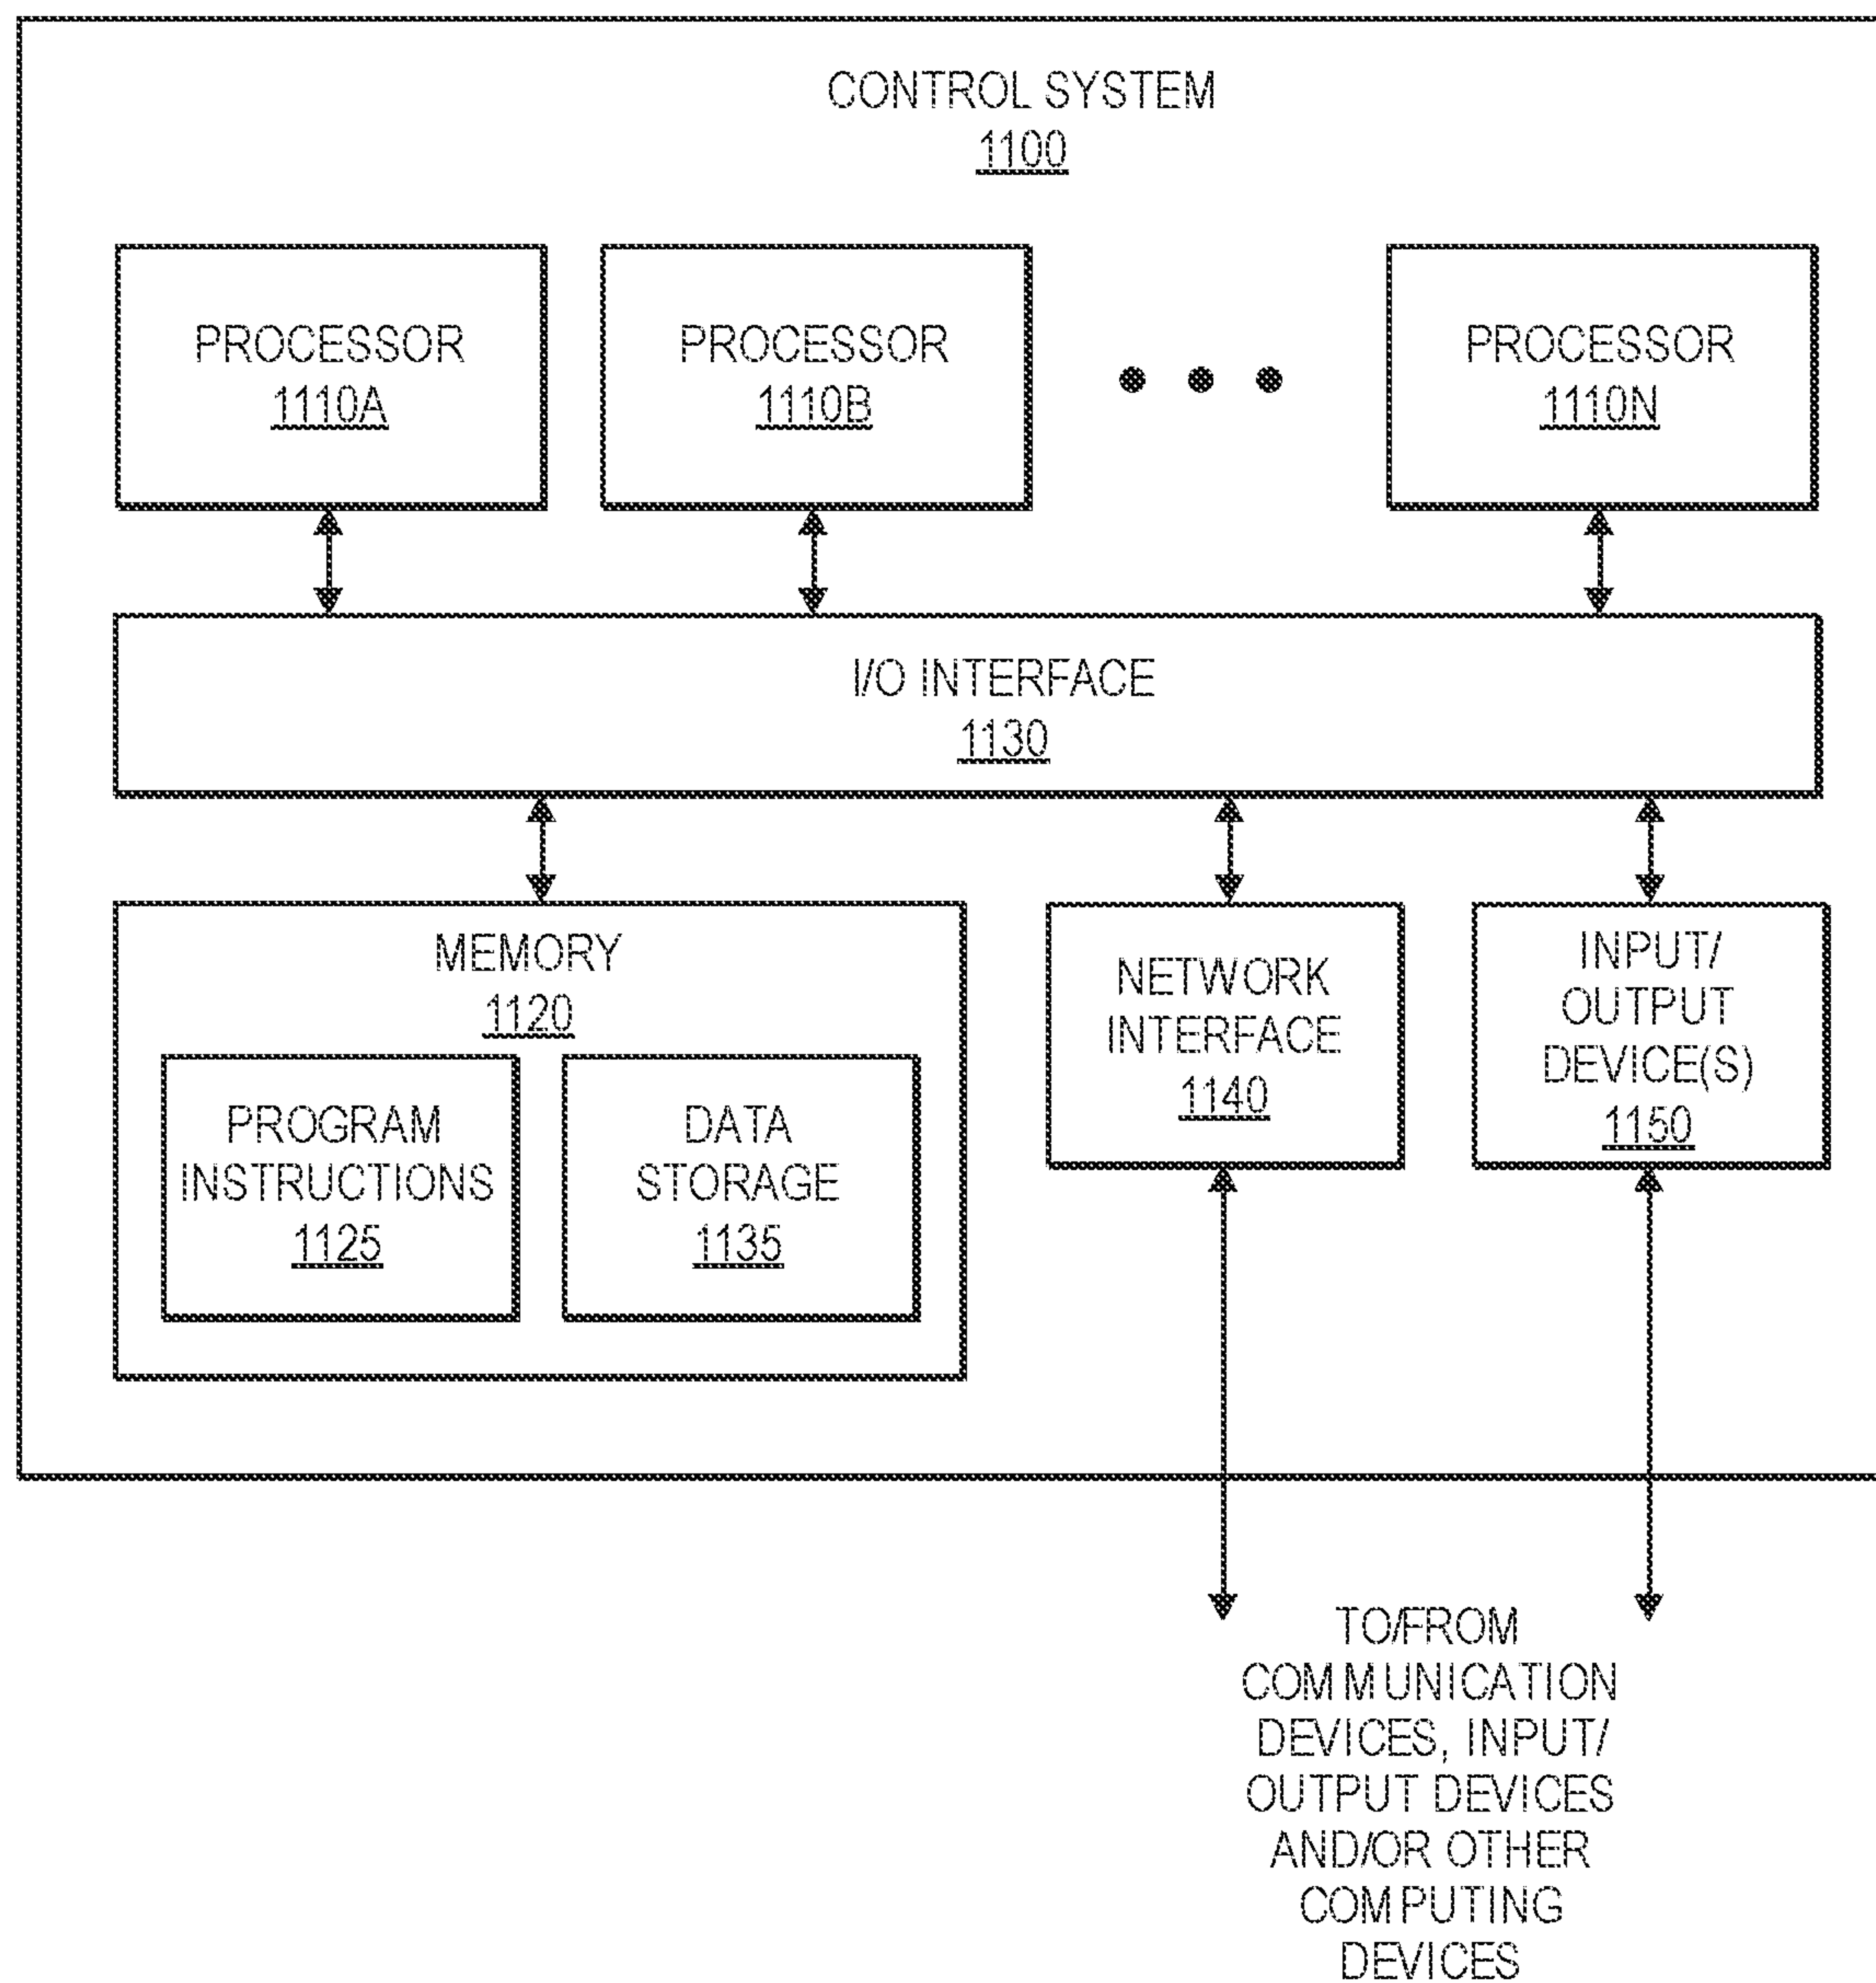 CONTROL SYSTEM
1100
PROCESSOR
1110A
PROCESSOR
1110B
PROCESSOR
1110N
I/O INTERFACE
1130
MEMORY
1120
PROGRAM
INSTRUCTIONS
1125
DATA
STORAGE
1135
NETWORK
INTERFACE
1140
INPUT/
OUTPUT
DEVICE(S)
1150
TO/FROM
COMMUNICATION
DEVICES, INPUT/
OUTPUT DEVICES
AND/OR OTHER
COMPUTING
DEVICES